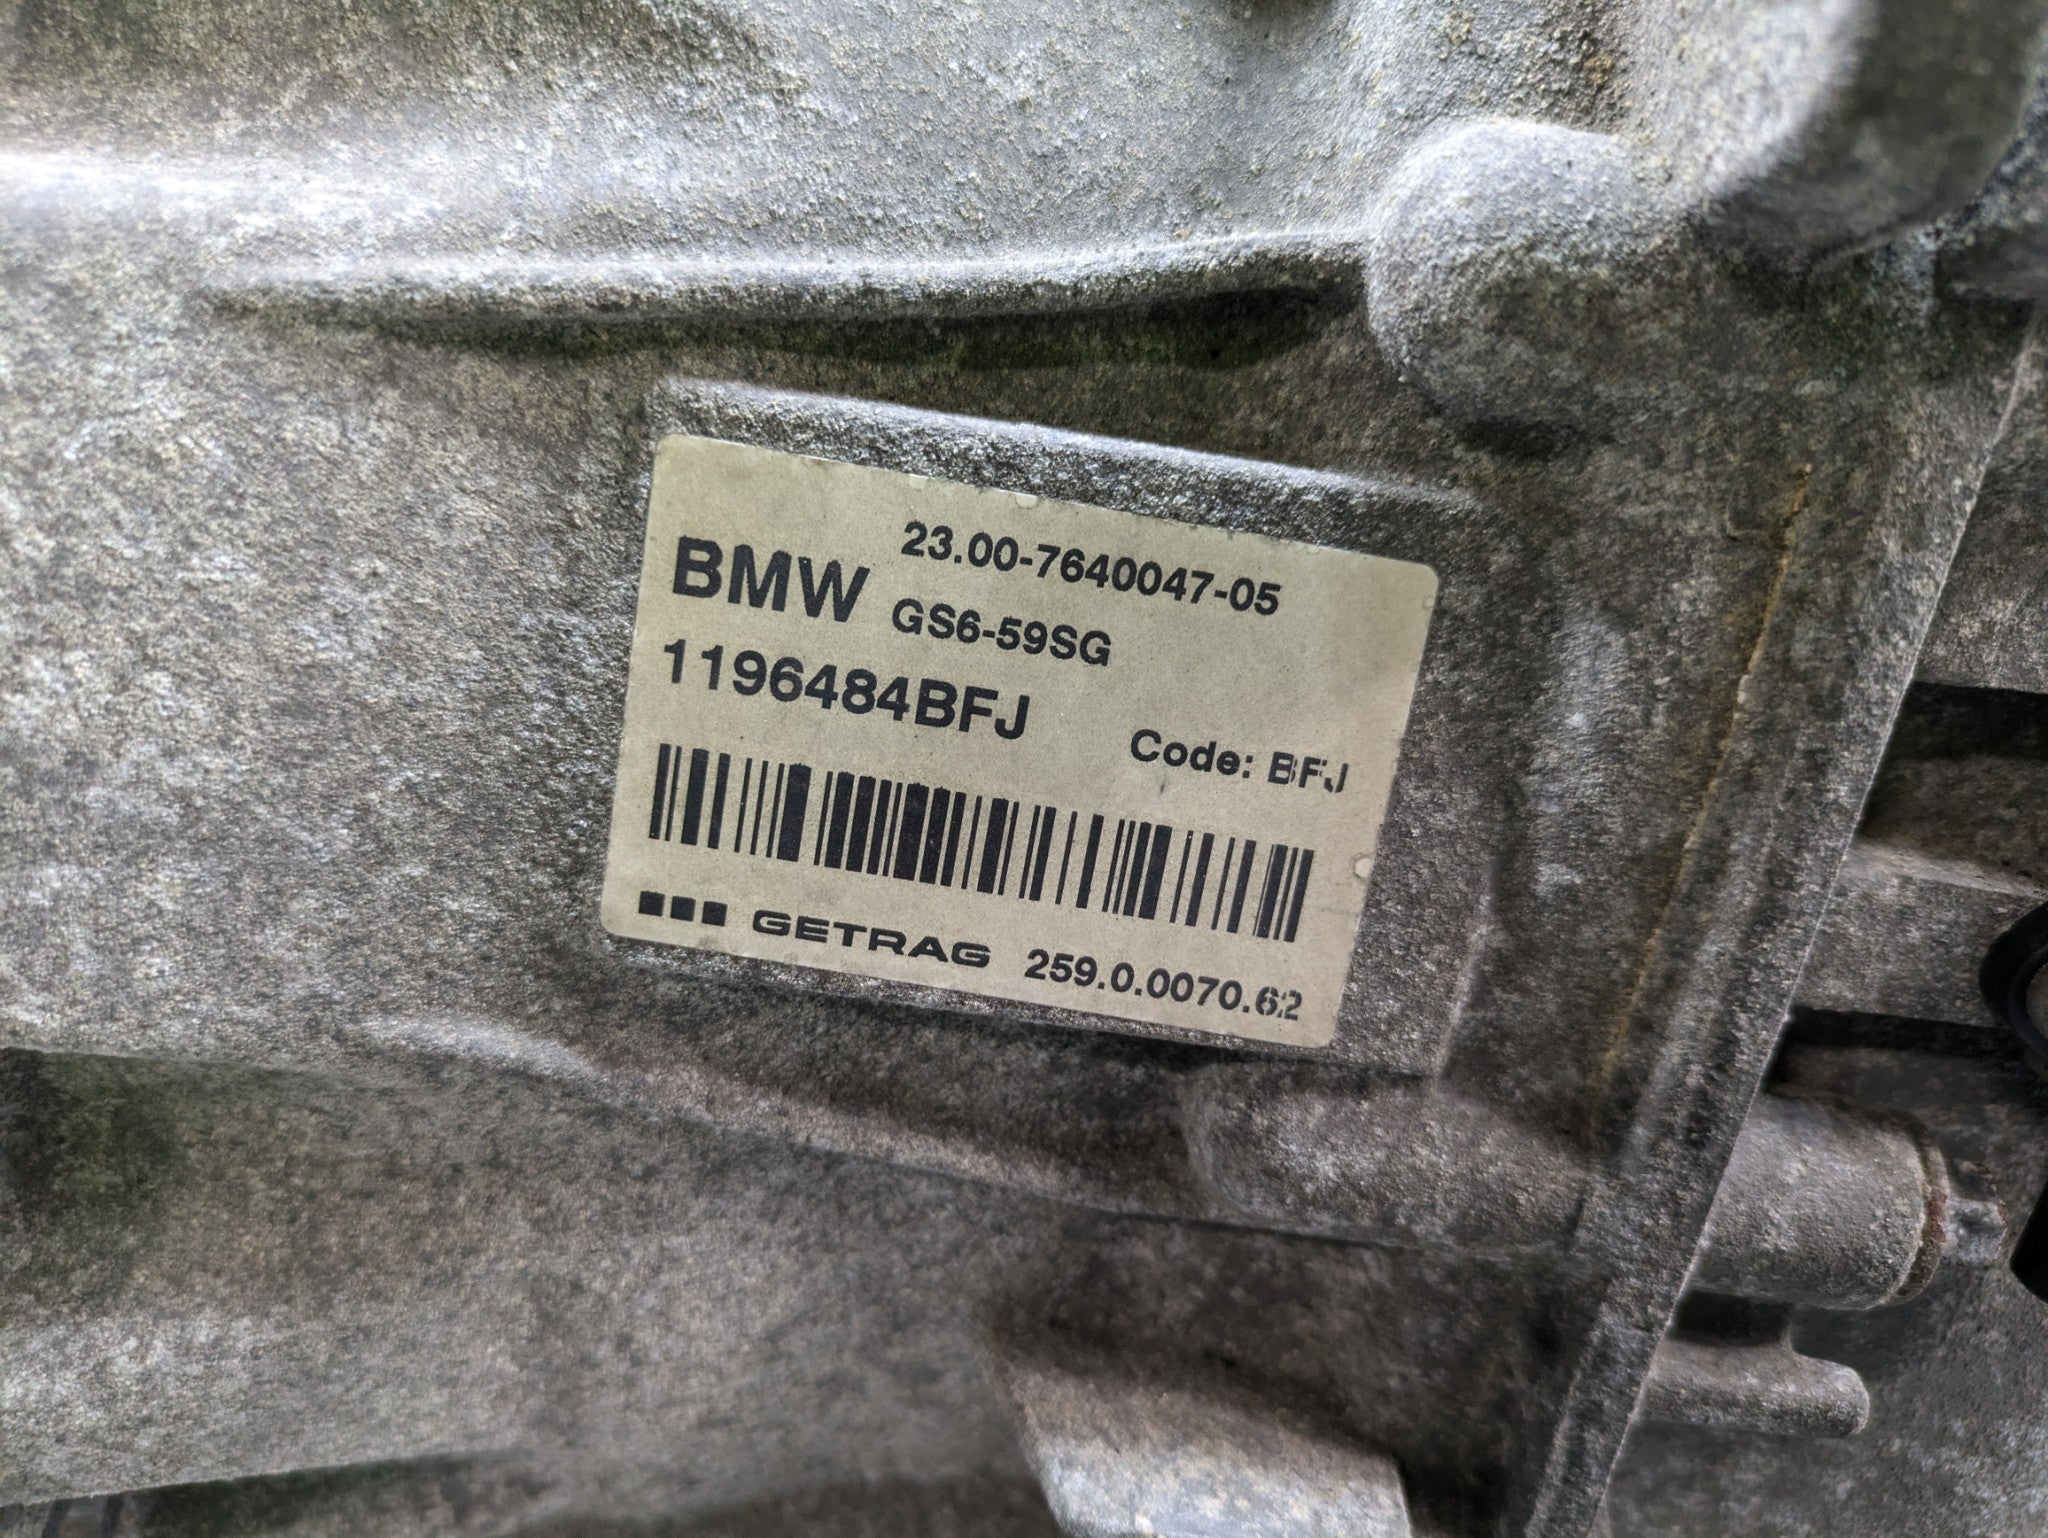 23.00-7640047-05
BMW GS6-59SG
1196484BFJ
Code: BFJ
GETRAG 259.0.0070.62